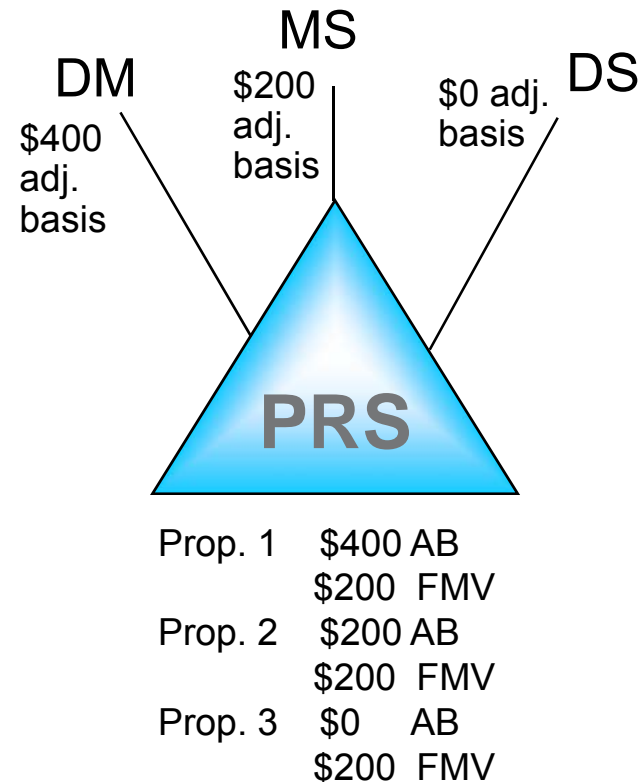 MS
DM
DS
$200
adj.
basis
$0 adj.
basis
$400
adj.
basis
PRS
Prop. 1 $400 AB
$200 FMV
Prop. 2 $200 AB
$200 FMV
Prop. 3 $0 AB
$200 FMV